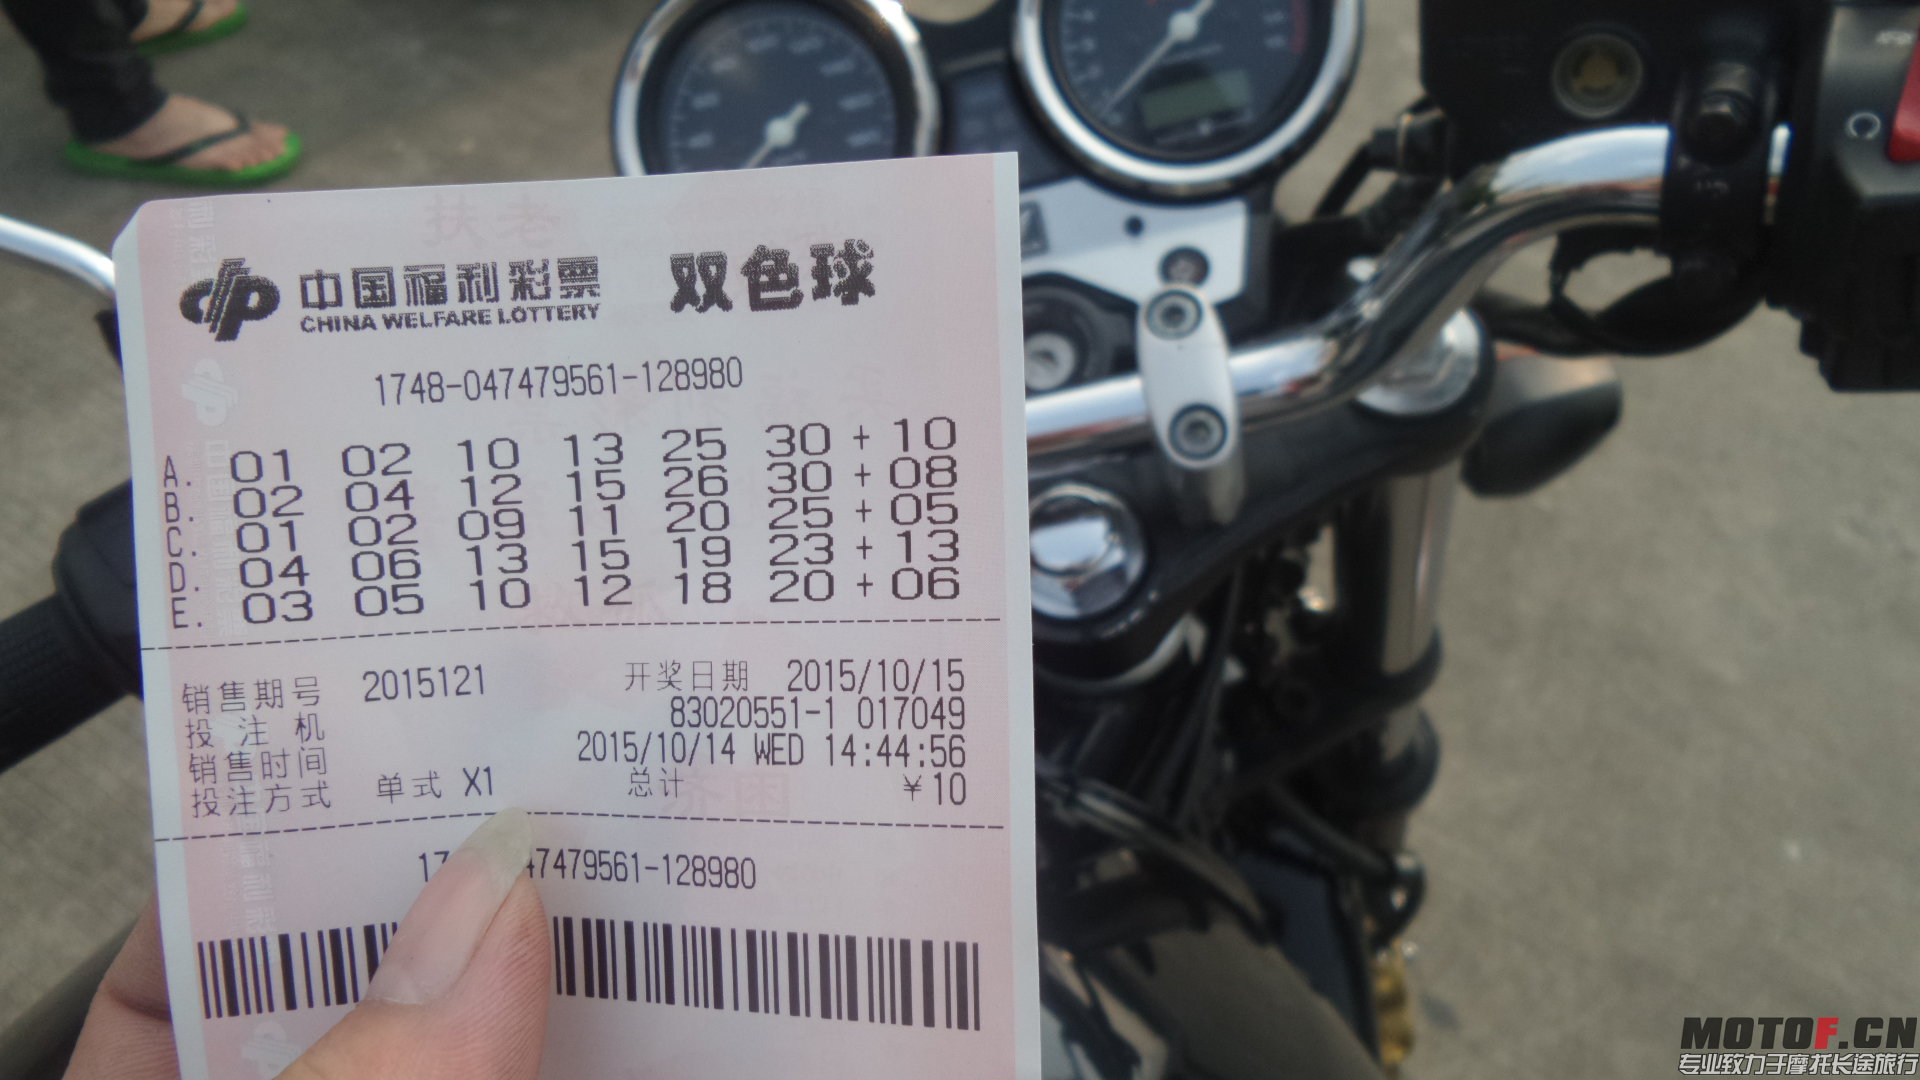 中国福利彩票 双色球
CHINA WELFARE LOTTERY
1748-047479561-128980
A. 01 02 10 13 25 30 + 10
B. 02 04 12 15 26 30 + 08
C. 01 02 09 11 20 25 + 05
D. 04 06 13 15 19 23 + 13
E. 03 05 10 12 18 20 + 06
销售期号 2015121 开奖日期 2015/10/15
投注机 83020551-1 017049
销售时间 2015/10/14 WED 14:44:56
投注方式 单式 X1 总计 ¥10
17 47479561-128980
MOTOF.CN
专业致力于摩托长途旅行